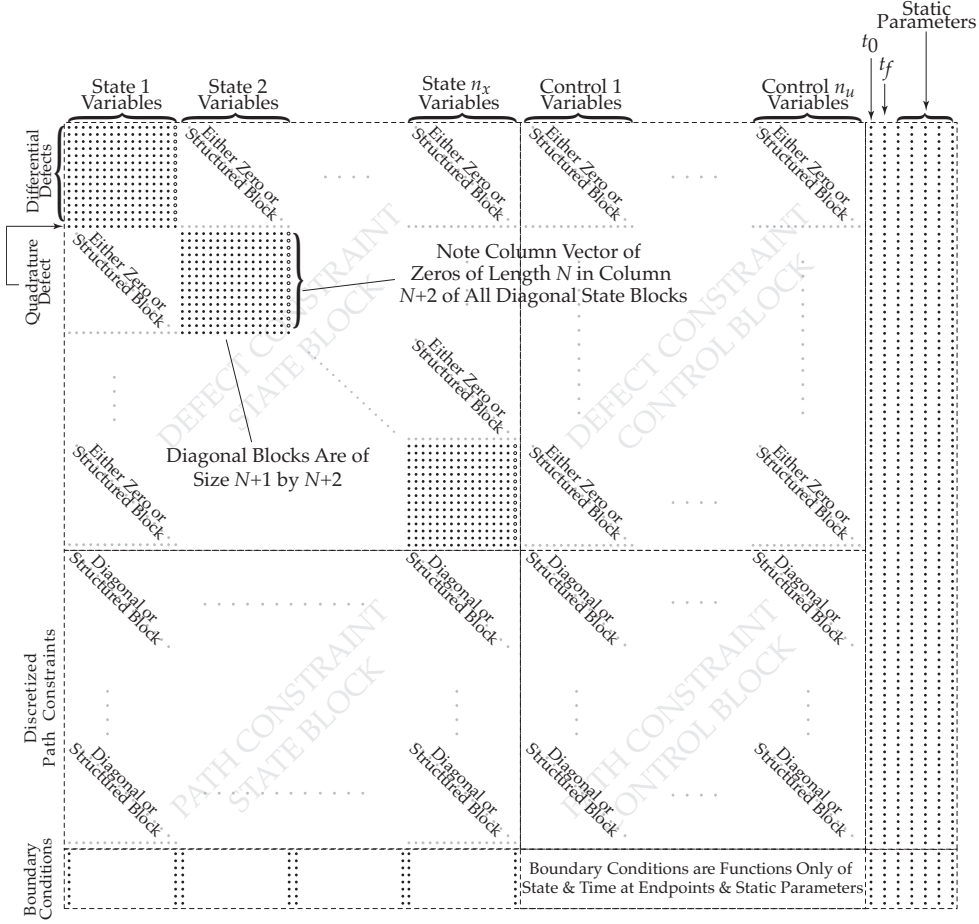 Static
Parameters
t0
tf
State 1
Variables
State 2
Variables
State nx
Variables
Control 1
Variables
Control nu
Variables
Differential
Defects
Either Zero or
Structured Block
Either Zero or
Structured Block
Either Zero or
Structured Block
Either Zero or
Structured Block
Quadrature
Defect
Either Zero or
Structured Block
Note Column Vector of
Zeros of Length N in Column
N+2 of All Diagonal State Blocks
DEFECT CONSTRAINT
STATE BLOCK
DEFECT CONSTRAINT
CONTROL BLOCK
Either Zero or
Structured Block
Diagonal Blocks Are of
Size N+1 by N+2
Either Zero or
Structured Block
Either Zero or
Structured Block
Either Zero or
Structured Block
Discretized
Path Constraints
Diagonal or
Structured Block
Diagonal or
Structured Block
Diagonal or
Structured Block
Diagonal or
Structured Block
PATH CONSTRAINT
STATE BLOCK
PATH CONSTRAINT
CONTROL BLOCK
Diagonal or
Structured Block
Diagonal or
Structured Block
Diagonal or
Structured Block
Diagonal or
Structured Block
Boundary
Conditions
Boundary Conditions are Functions Only of
State & Time at Endpoints & Static Parameters